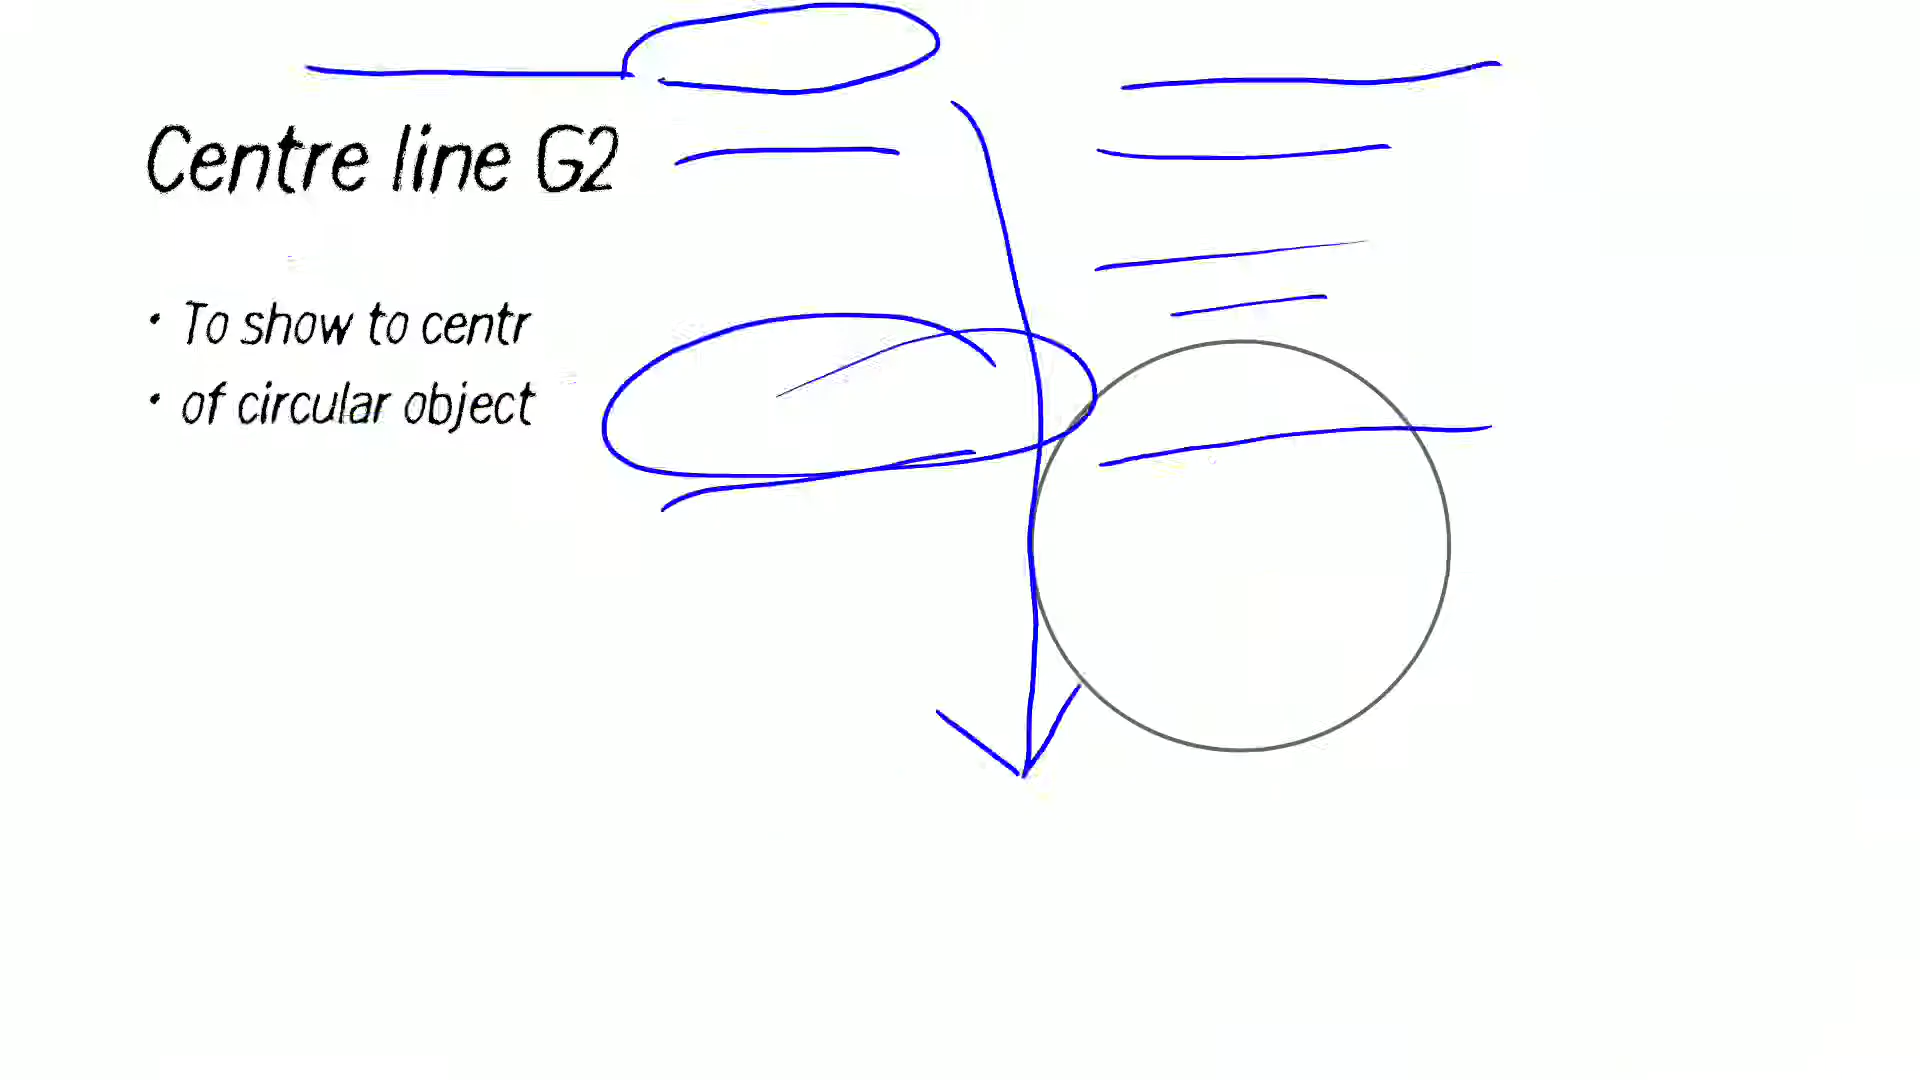 Centre line G2
• To show to centr
• of circular object